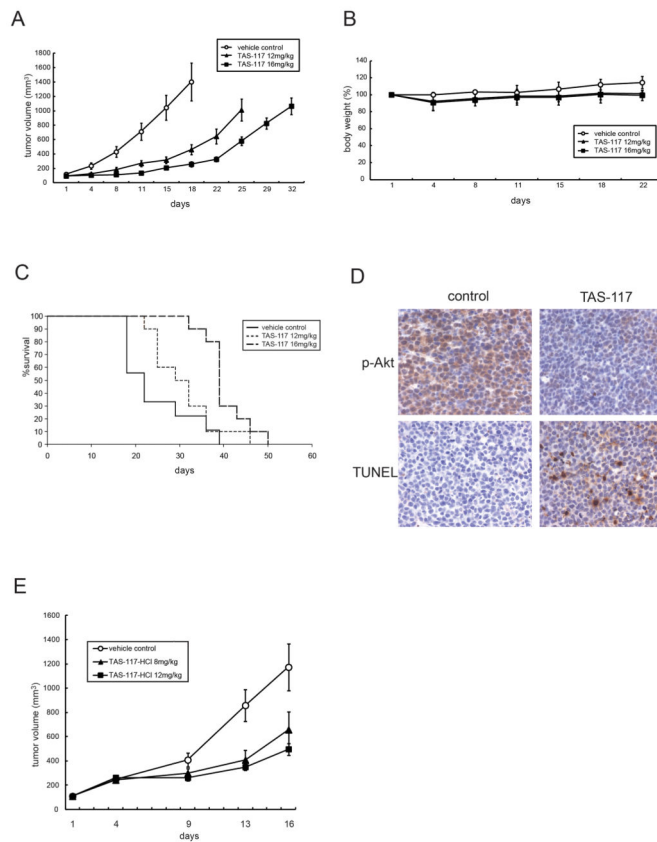 A
vehicle control
TAS-117 12mg/kg
TAS-117 16mg/kg
tumor volume (mm3)
1800
1600
1400
1200
1000
800
600
400
200
0
1 4 8 11 15 18 22 25 29 32
days
B
body weight (%)
140
120
100
80
60
40
20
0
vehicle control
TAS-117 12mg/kg
TAS-117 16mg/kg
1 4 8 11 15 18 22
days
C
%survival
100
90
80
70
60
50
40
30
20
10
0
vehicle control
TAS-117 12mg/kg
TAS-117 16mg/kg
0 10 20 30 40 50 60
days
D
control TAS-117
p-Akt
TUNEL
E
tumor volume (mm3)
1600
1400
1200
1000
800
600
400
200
0
vehicle control
TAS-117-HCl 8mg/kg
TAS-117-HCl 12mg/kg
1 4 9 13 16
days